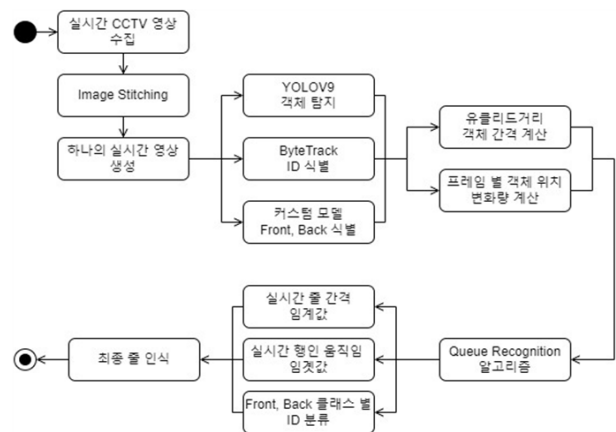 실시간 CCTV 영상
수집
Image Stitching
하나의 실시간 영상
생성
YOLOV9
객체 탐지
ByteTrack
ID 식별
커스텀 모델
Front, Back 식별
유클리드거리
객체 간격 계산
프레임 별 객체 위치
변화량 계산
Queue Recognition
알고리즘
실시간 줄 간격
임계값
실시간 행인 움직임
임곗값
Front, Back 클래스 별
ID 분류
최종 줄 인식